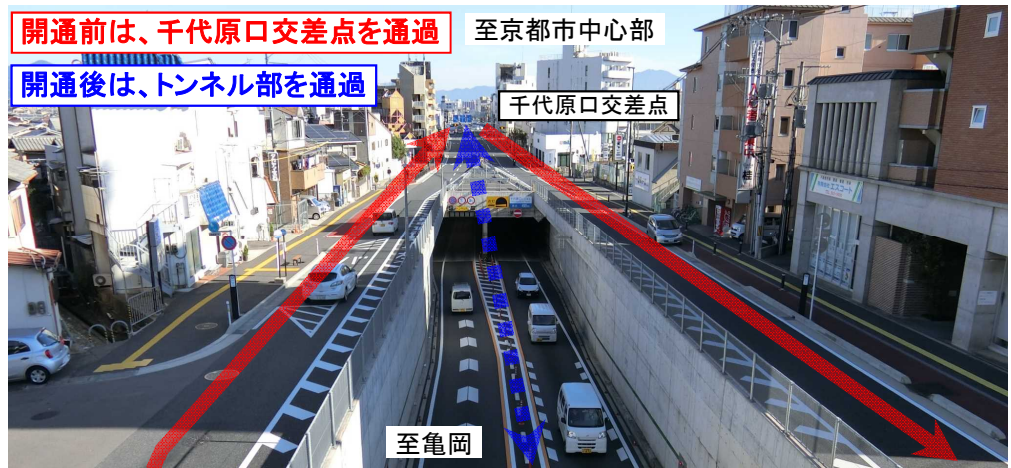 開通前は、千代原口交差点を通過
至京都市中心部
開通後は、トンネル部を通過
千代原口交差点
至亀岡